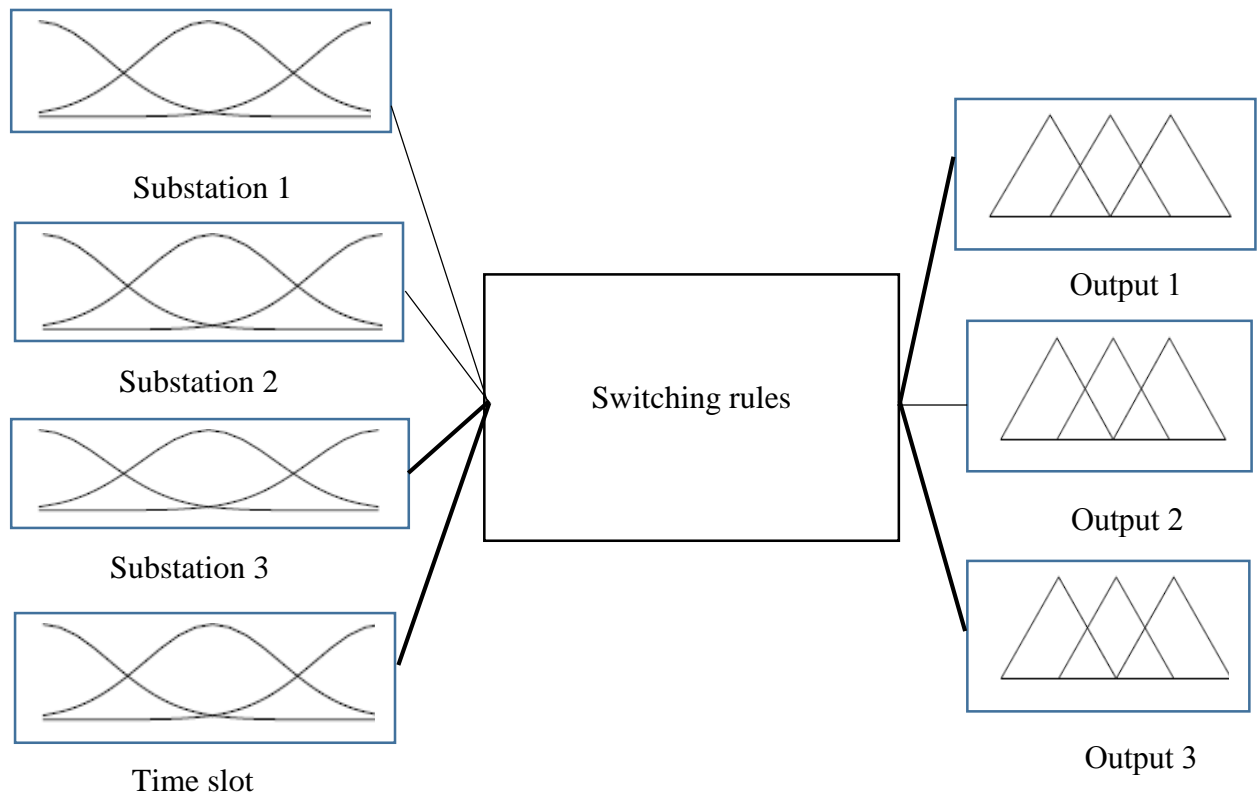 Substation 1
Substation 2
Substation 3
Time slot
Switching rules
Output 1
Output 2
Output 3